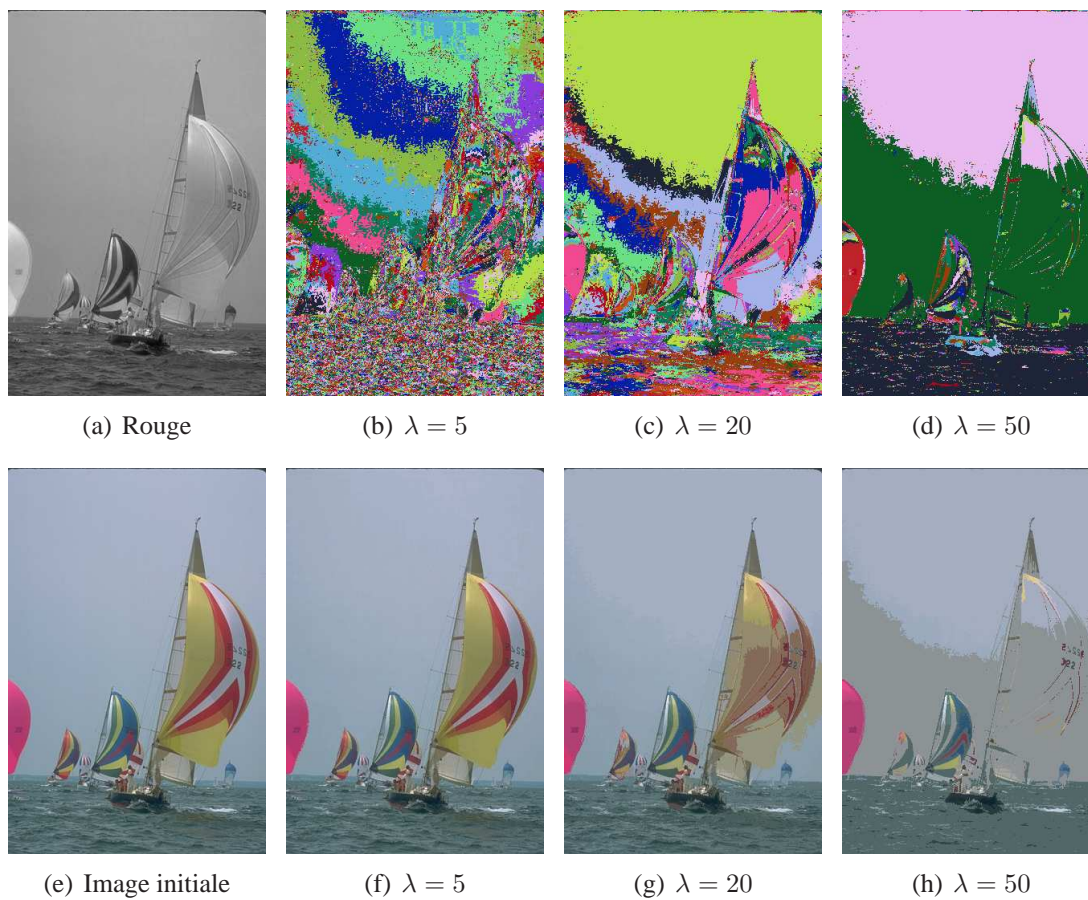 (a) Rouge
(b) λ = 5
(c) λ = 20
(d) λ = 50
(e) Image initiale
(f) λ = 5
(g) λ = 20
(h) λ = 50